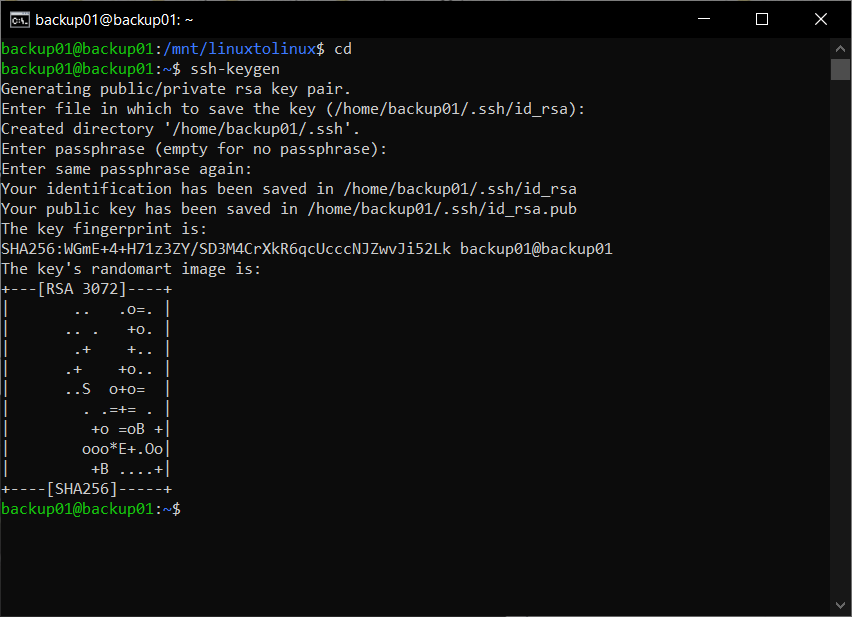 backup01@backup01: ~
backup01@backup01:/mnt/linuxtolinux$ cd
backup01@backup01:~$ ssh-keygen
Generating public/private rsa key pair.
Enter file in which to save the key (/home/backup01/.ssh/id_rsa):
Created directory '/home/backup01/.ssh'.
Enter passphrase (empty for no passphrase):
Enter same passphrase again:
Your identification has been saved in /home/backup01/.ssh/id_rsa
Your public key has been saved in /home/backup01/.ssh/id_rsa.pub
The key fingerprint is:
SHA256:WGmE+4+H71z3ZY/SD3M4CrXkR6qcUcccNJZwvJi52Lk backup01@backup01
The key's randomart image is:
+---[RSA 3072]----+
|       ..   .o=. |
|      .. .   +o. |
|       .+    +.. |
|      .+    +o.. |
|      ..S  o+o=  |
|        . .=+= . |
|         +o =oB +|
|        ooo*E+.Oo|
|         +B ....+|
+----[SHA256]-----+
backup01@backup01:~$